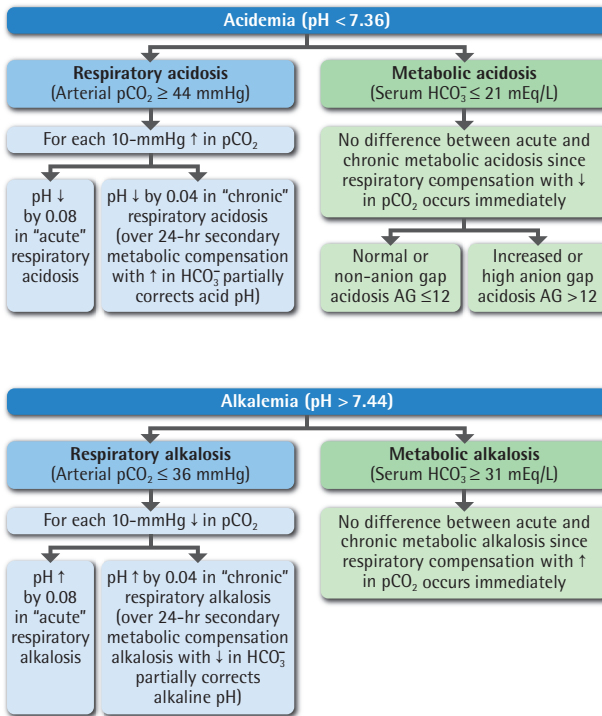 Acidemia (pH < 7.36)
Respiratory acidosis
(Arterial pCO₂ ≥ 44 mmHg)
Metabolic acidosis
(Serum HCO₃⁻ ≤ 21 mEq/L)
For each 10-mmHg ↑ in pCO₂
pH ↓
by 0.08
in "acute"
respiratory
acidosis
pH ↓ by 0.04 in "chronic"
respiratory acidosis
(over 24-hr secondary
metabolic compensation
with ↑ in HCO₃⁻ partially
corrects acid pH)
No difference between acute and
chronic metabolic acidosis since
respiratory compensation with ↓
in pCO₂ occurs immediately
Normal or
non-anion gap
acidosis AG ≤12
Increased or
high anion gap
acidosis AG >12
Alkalemia (pH > 7.44)
Respiratory alkalosis
(Arterial pCO₂ ≤ 36 mmHg)
Metabolic alkalosis
(Serum HCO₃⁻ ≥ 31 mEq/L)
For each 10-mmHg ↓ in pCO₂
pH ↑
by 0.08
in "acute"
respiratory
alkalosis
pH ↑ by 0.04 in "chronic"
respiratory alkalosis
(over 24-hr secondary
metabolic compensation
alkalosis with ↓ in HCO₃⁻
partially corrects
alkaline pH)
No difference between acute and
chronic metabolic alkalosis since
respiratory compensation with ↑
in pCO₂ occurs immediately